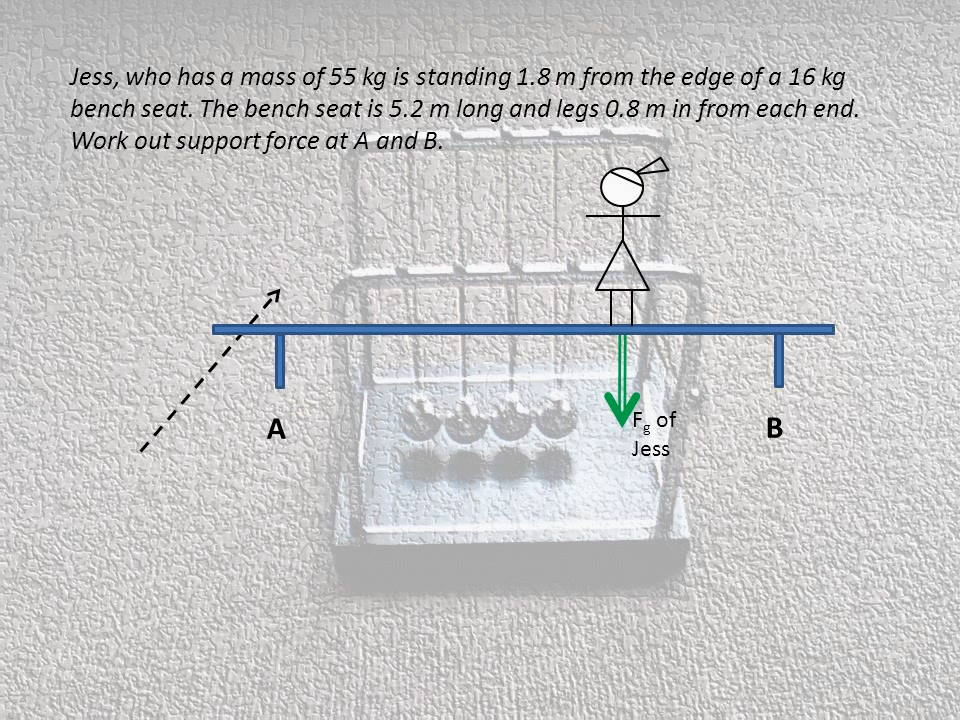 Jess, who has a mass of 55 kg is standing 1.8 m from the edge of a 16 kg
bench seat. The bench seat is 5.2 m long and legs 0.8 m in from each end.
Work out support force at A and B.
A
Fg of
Jess
B